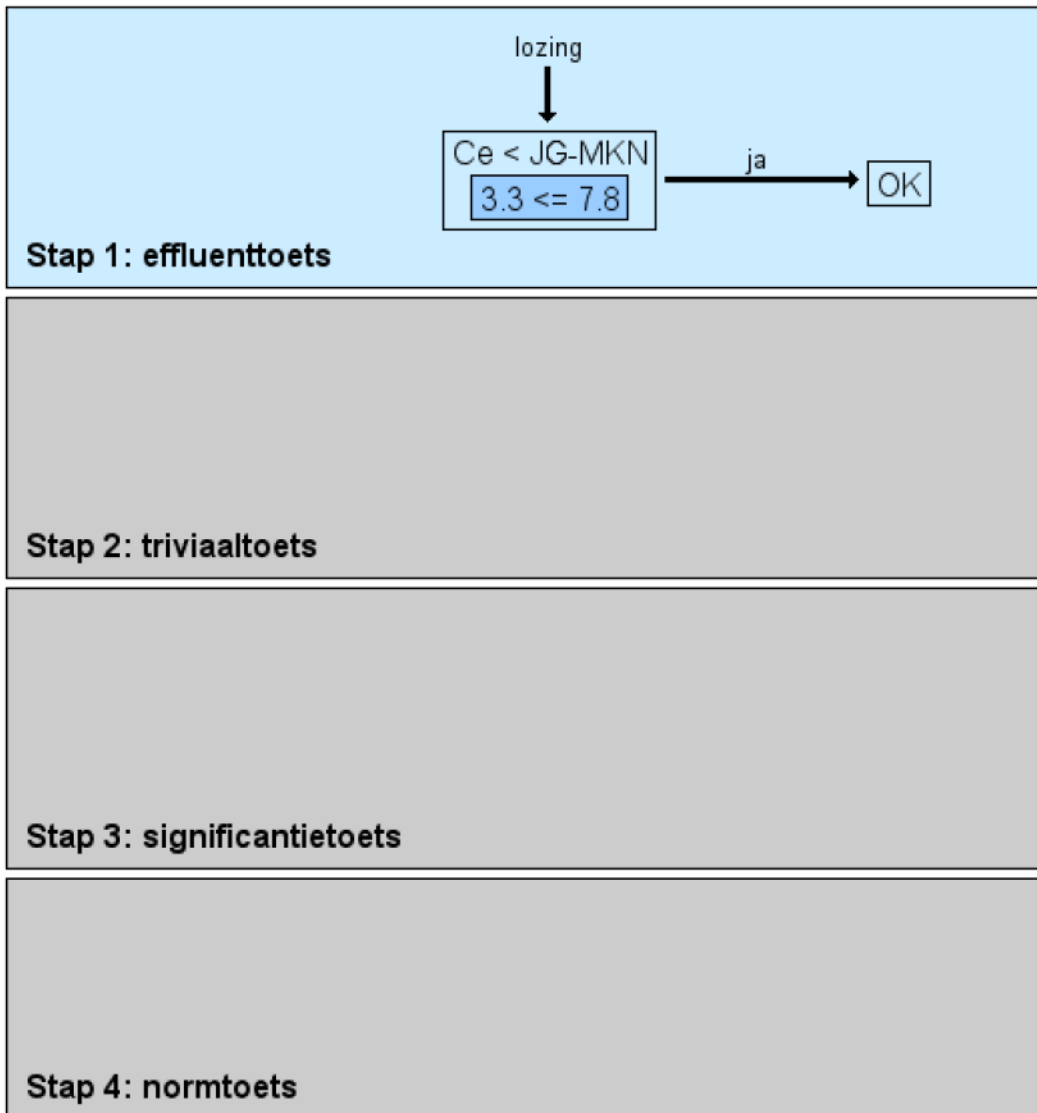 lozing
Ce < JG-MKN
3.3 <= 7.8
ja
OK
Stap 1: effluenttoets
Stap 2: triviaaltoets
Stap 3: significantietoets
Stap 4: normtoets